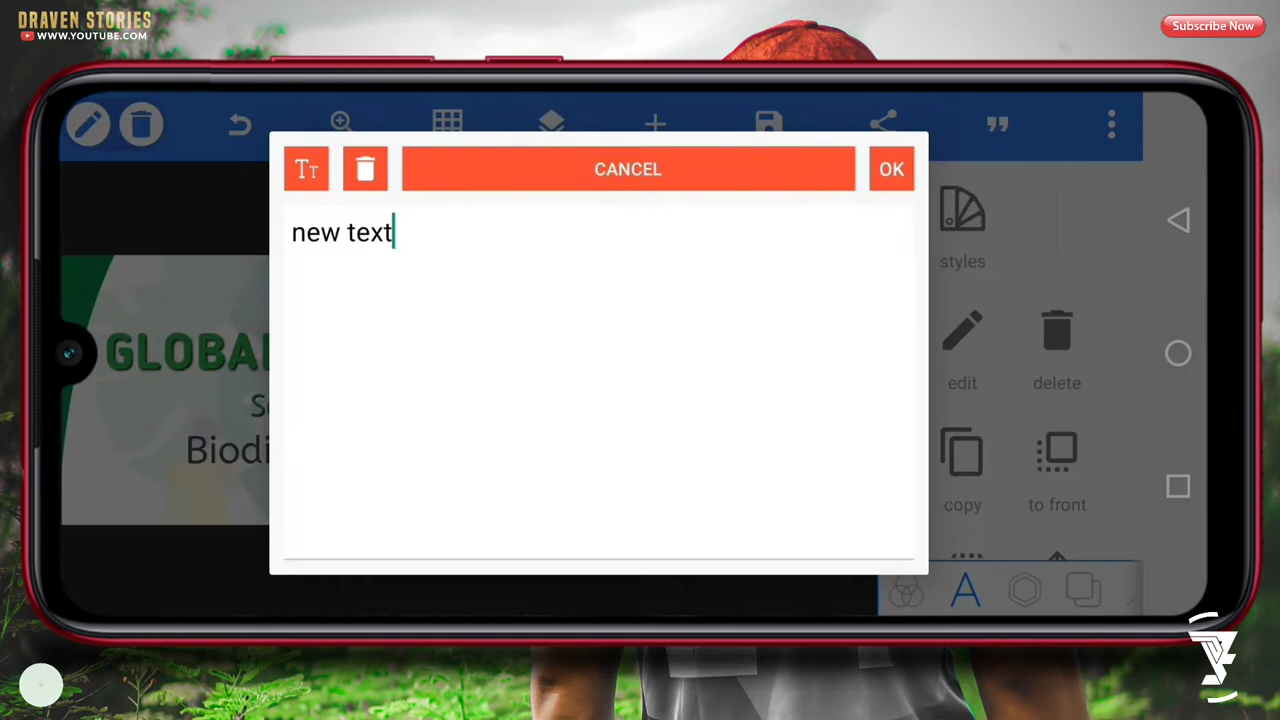 DRAVEN STORIES
WWW.YOUTUBE.COM
Subscribe Now
Tт
CANCEL
OK
new text
styles
GLOBA
S
Biodi
edit
delete
copy
to front
A